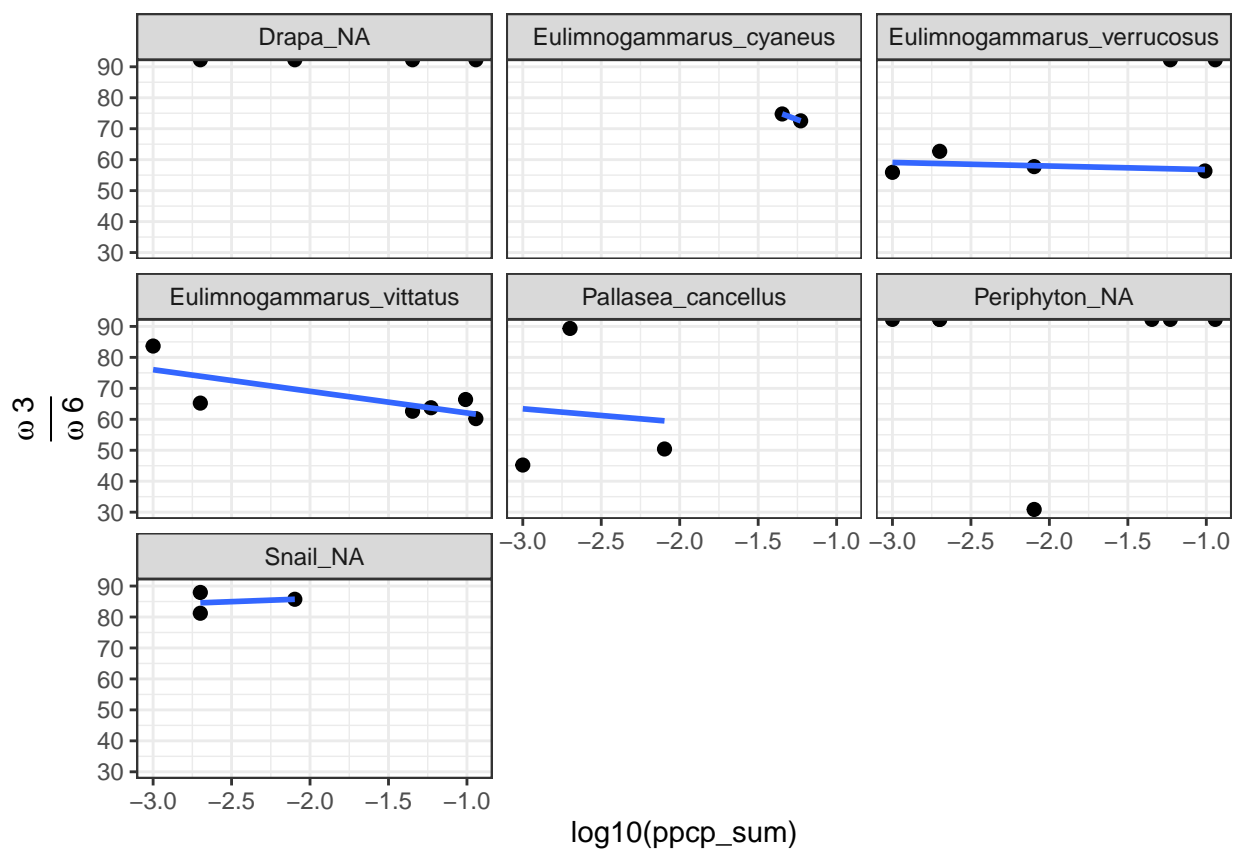 Drapa_NA Eulimnogammarus_cyaneus Eulimnogammarus_verrucosus
90
80
70
60
50
40
30
Eulimnogammarus_vittatus Pallasea_cancellus Periphyton_NA
90
80
70
60
50
40
30
−3.0 −2.5 −2.0 −1.5 −1.0 −3.0 −2.5 −2.0 −1.5 −1.0
Snail_NA
90
80
70
60
50
40
30
−3.0 −2.5 −2.0 −1.5 −1.0
log10(ppcp_sum)
ω 3
ω 6